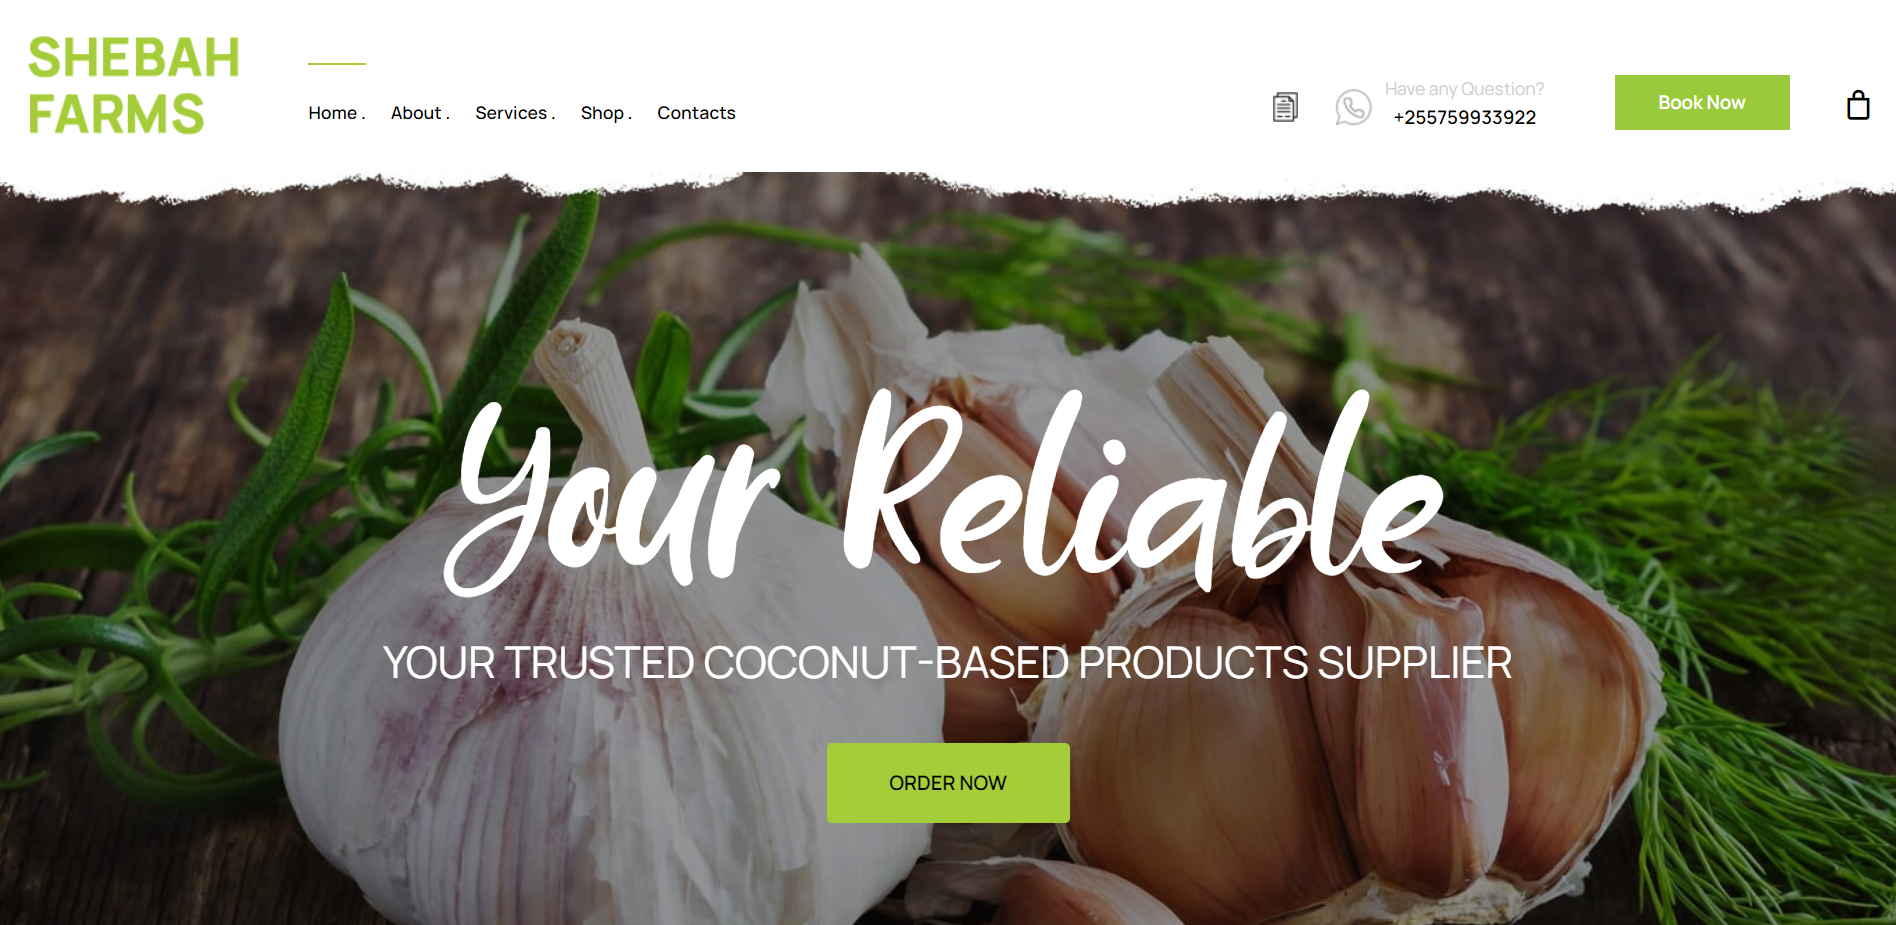 SHEBAH
FARMS
Home .
About .
Services .
Shop .
Contacts
Have any Question?
+255759933922
Book Now
Your Reliable
YOUR TRUSTED COCONUT-BASED PRODUCTS SUPPLIER
ORDER NOW